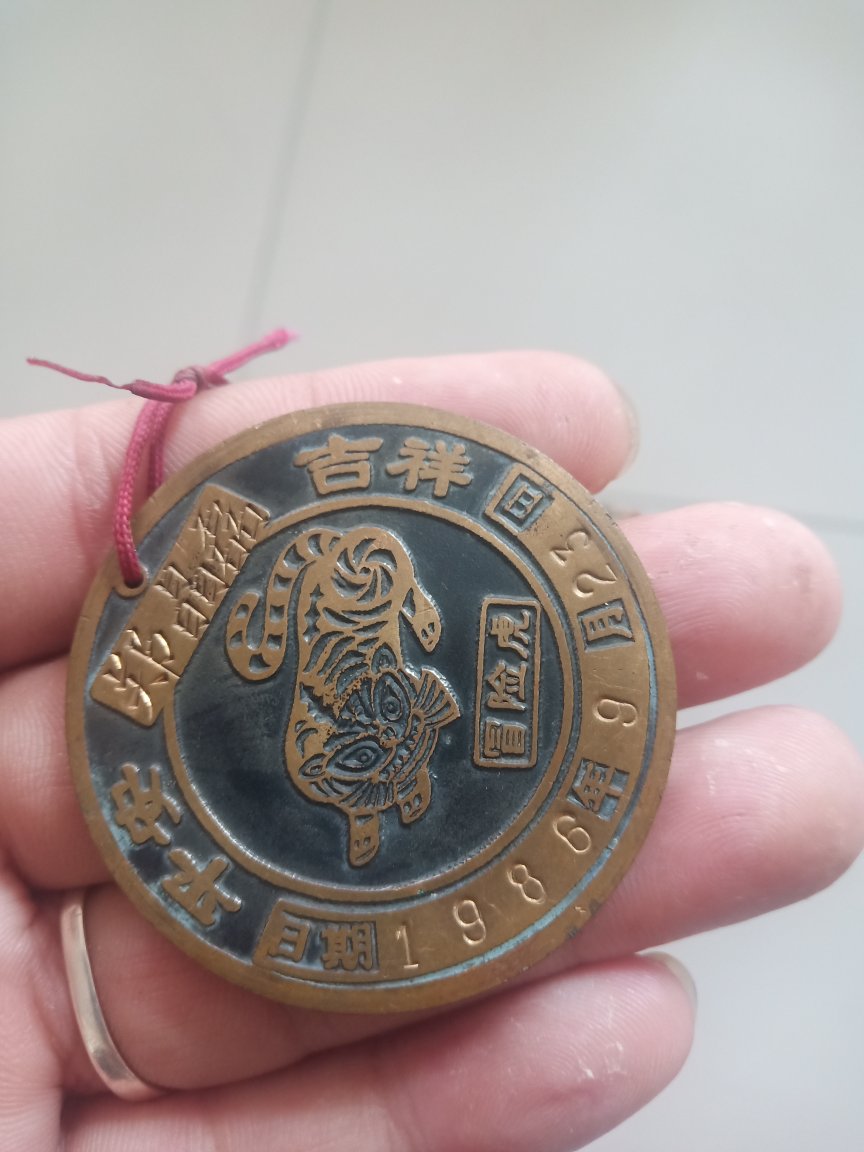 平安
吉祥
冒险虎
日期1986年9月23日